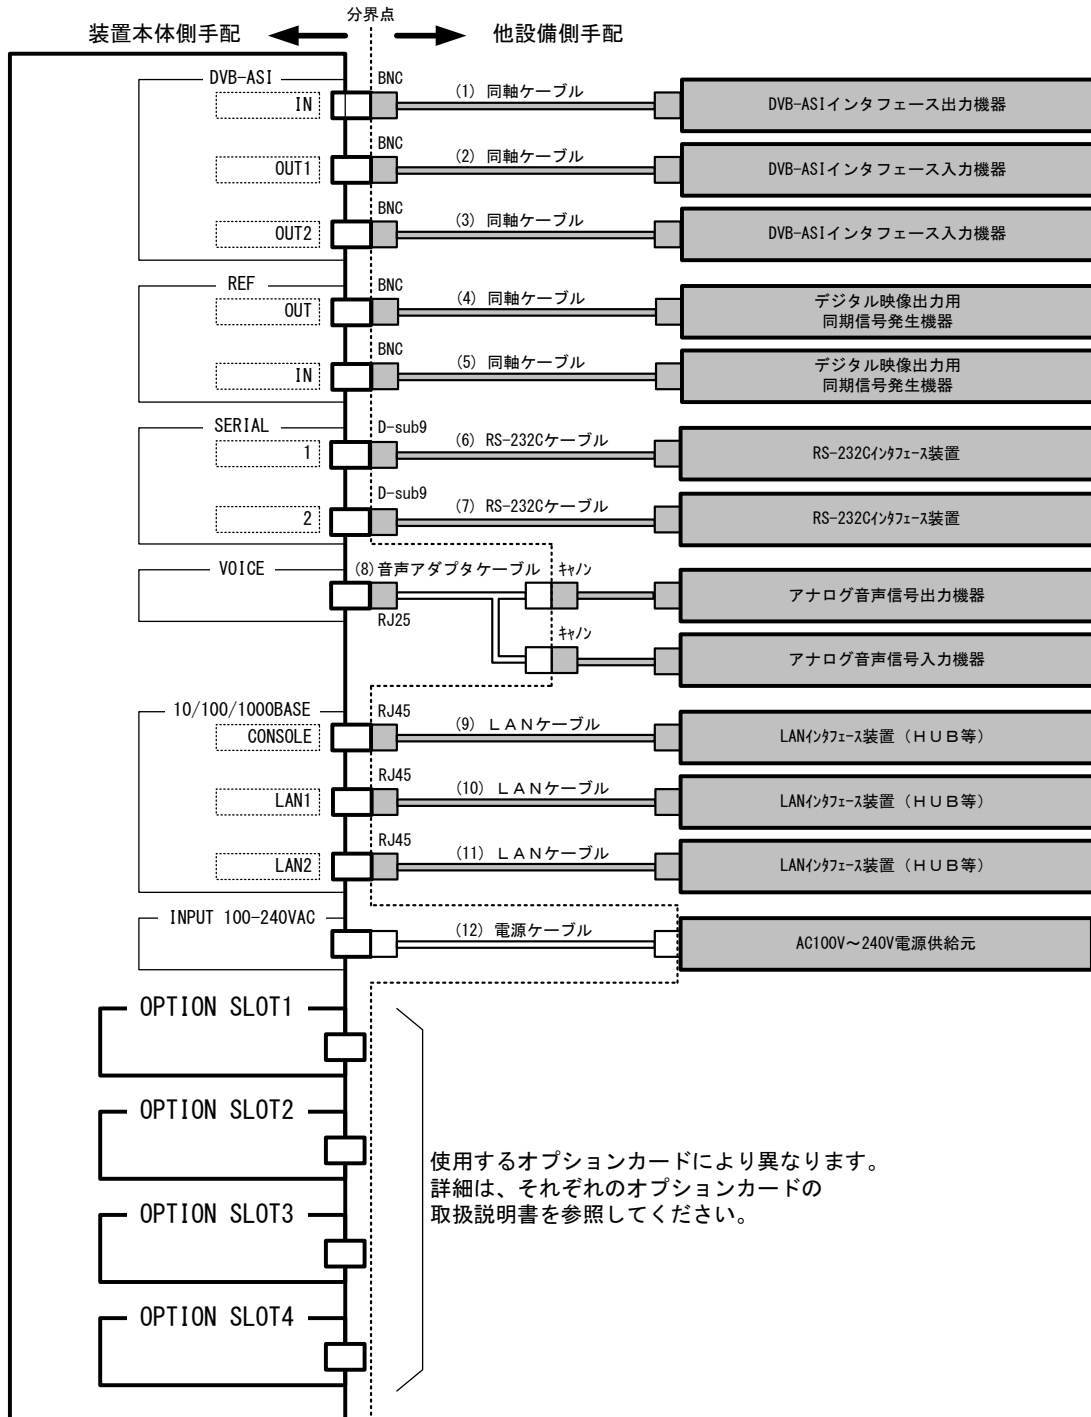 分界点
装置本体側手配
他設備側手配
DVB-ASI
BNC
IN
(1) 同軸ケーブル
DVB-ASIインタフェース出力機器
BNC
OUT1
(2) 同軸ケーブル
DVB-ASIインタフェース入力機器
BNC
OUT2
(3) 同軸ケーブル
DVB-ASIインタフェース入力機器
REF
BNC
OUT
(4) 同軸ケーブル
デジタル映像出力用
同期信号発生機器
BNC
IN
(5) 同軸ケーブル
デジタル映像出力用
同期信号発生機器
SERIAL
D-sub9
1
(6) RS-232Cケーブル
RS-232Cｲﾝﾀﾌｪｰｽ装置
D-sub9
2
(7) RS-232Cケーブル
RS-232Cｲﾝﾀﾌｪｰｽ装置
VOICE
(8)音声アダプタケーブル
ｷｬﾉﾝ
アナログ音声信号出力機器
RJ25
ｷｬﾉﾝ
アナログ音声信号入力機器
10/100/1000BASE
RJ45
CONSOLE
(9) ＬＡＮケーブル
LANｲﾝﾀﾌｪｰｽ装置（ＨＵＢ等）
RJ45
LAN1
(10) ＬＡＮケーブル
LANｲﾝﾀﾌｪｰｽ装置（ＨＵＢ等）
RJ45
LAN2
(11) ＬＡＮケーブル
LANｲﾝﾀﾌｪｰｽ装置（ＨＵＢ等）
INPUT 100-240VAC
(12) 電源ケーブル
AC100V～240V電源供給元
OPTION SLOT1
OPTION SLOT2
使用するオプションカードにより異なります。
詳細は、それぞれのオプションカードの
取扱説明書を参照してください。
OPTION SLOT3
OPTION SLOT4